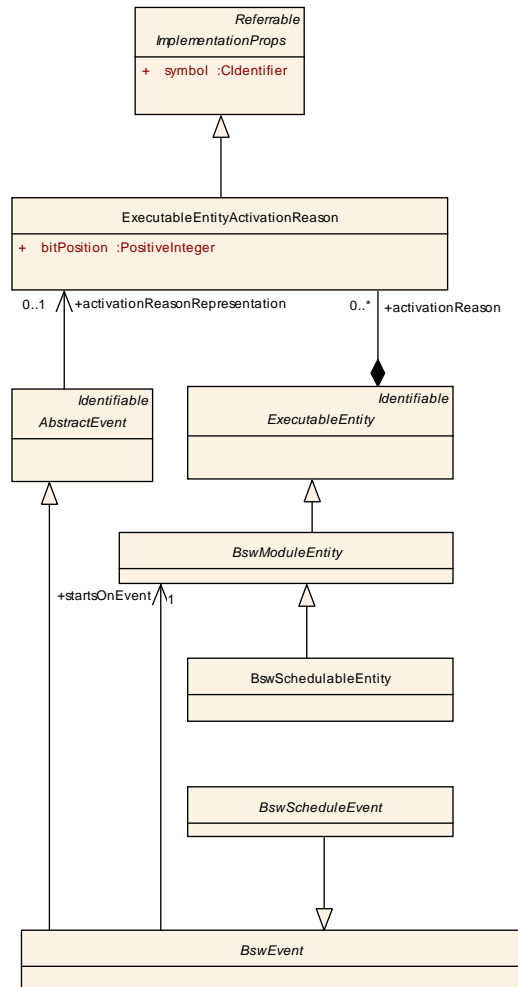 Referrable
ImplementationProps
+ symbol :CIdentifier
ExecutableEntityActivationReason
+ bitPosition :PositiveInteger
0..1 +activationReasonRepresentation
0..* +activationReason
Identifiable
AbstractEvent
Identifiable
ExecutableEntity
BswModuleEntity
+startsOnEvent 1
BswSchedulableEntity
BswScheduleEvent
BswEvent